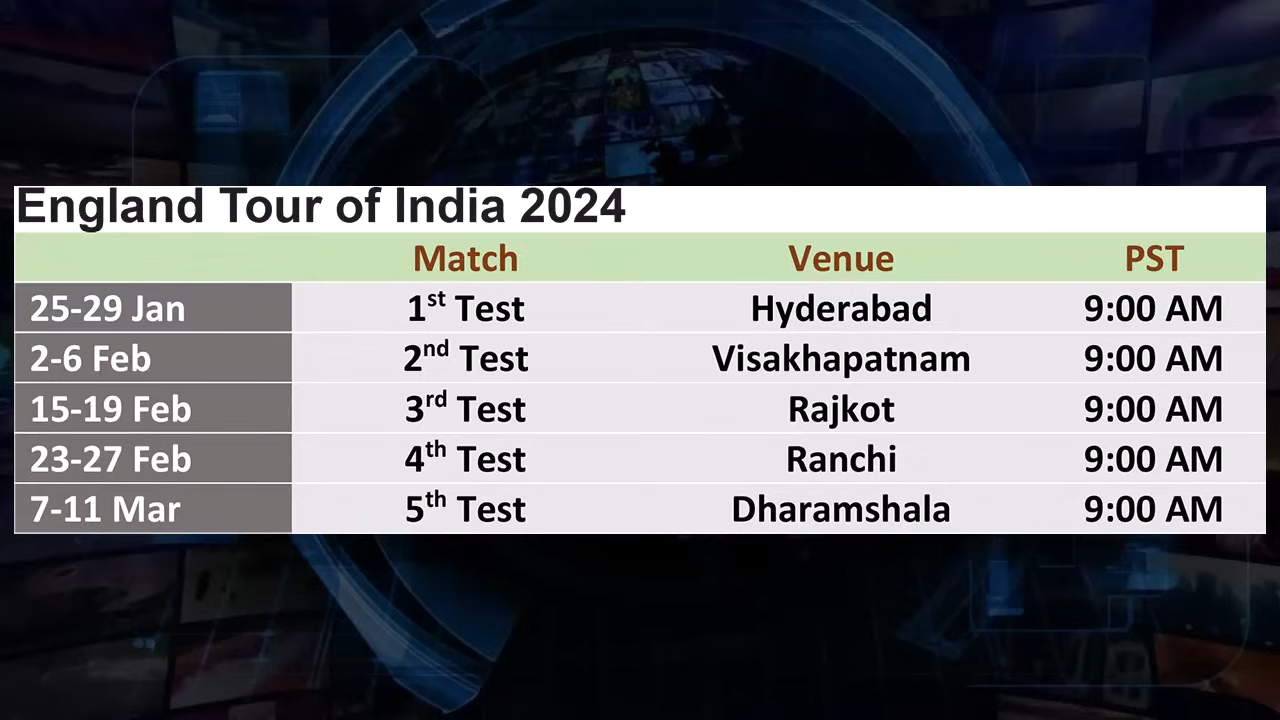 England Tour of India 2024
Match Venue PST
25-29 Jan 1st Test Hyderabad 9:00 AM
2-6 Feb 2nd Test Visakhapatnam 9:00 AM
15-19 Feb 3rd Test Rajkot 9:00 AM
23-27 Feb 4th Test Ranchi 9:00 AM
7-11 Mar 5th Test Dharamshala 9:00 AM